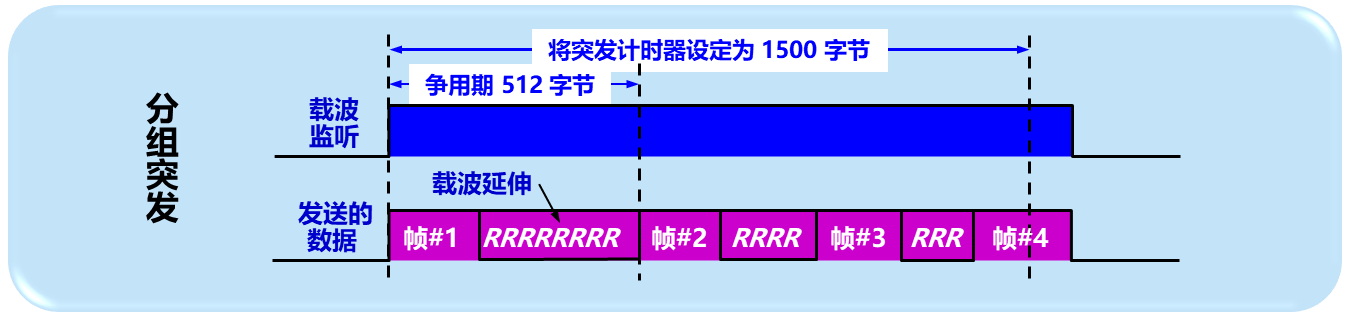 将突发计时器设定为 1500 字节
争用期 512 字节
分组突发
载波
监听
载波延伸
发送的
数据
帧#1
RRRRRRRR
帧#2
RRRR
帧#3
RRR
帧#4